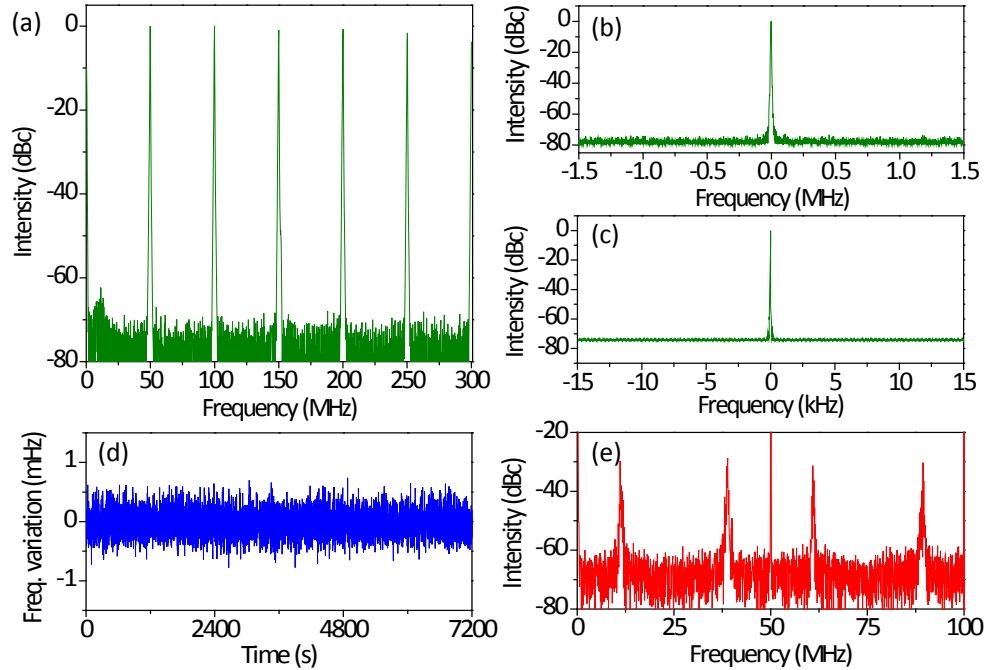 (a)
0
-20
-40
-60
-80
Intensity (dBc)
0 50 100 150 200 250 300
Frequency (MHz)
(b)
0
-20
-40
-60
-80
Intensity (dBc)
-1.5 -1.0 -0.5 0.0 0.5 1.0 1.5
Frequency (MHz)
(c)
0
-20
-40
-60
-80
Intensity (dBc)
-15 -10 -5 0 5 10 15
Frequency (kHz)
(d)
1
0
-1
Freq. variation (mHz)
0 2400 4800 7200
Time (s)
(e)
-20
-40
-60
-80
Intensity (dBc)
0 25 50 75 100
Frequency (MHz)